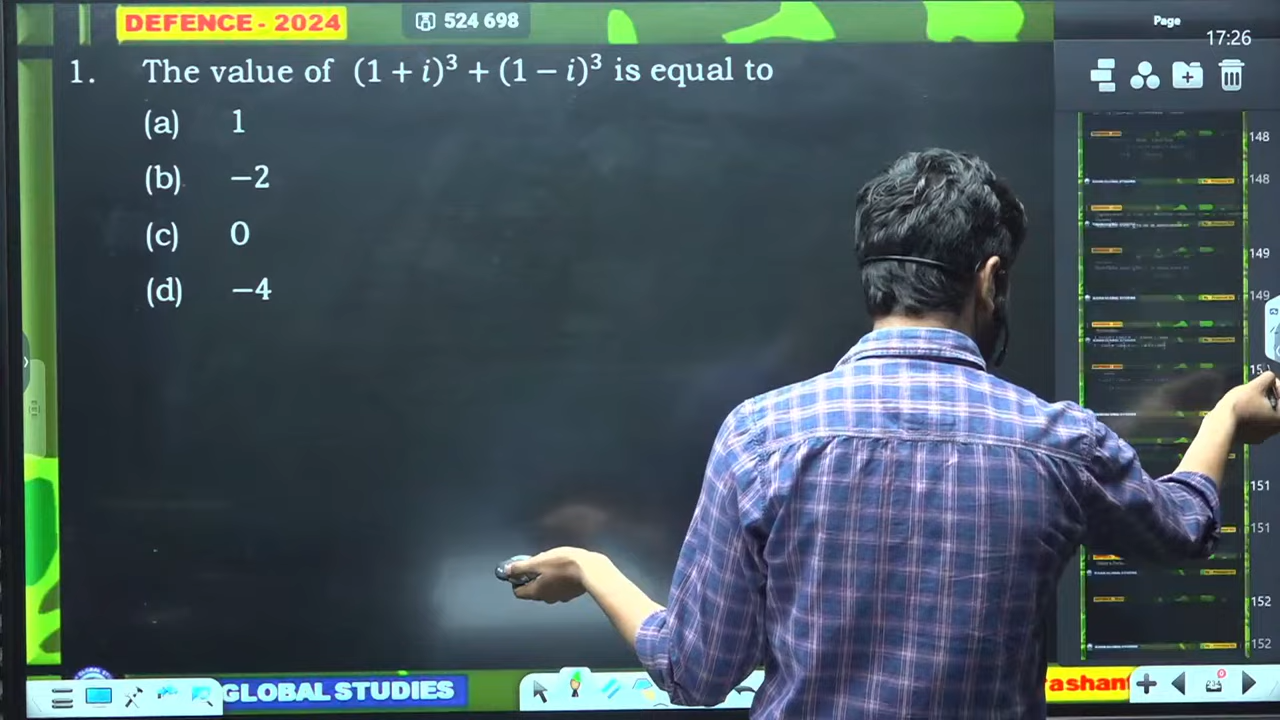 DEFENCE - 2024
524 698
Page
17:26
1. The value of (1 + i)³ + (1 − i)³ is equal to
(a) 1
(b) −2
(c) 0
(d) −4
148
148
149
149
151
151
152
152
GLOBAL STUDIES
ashant
234